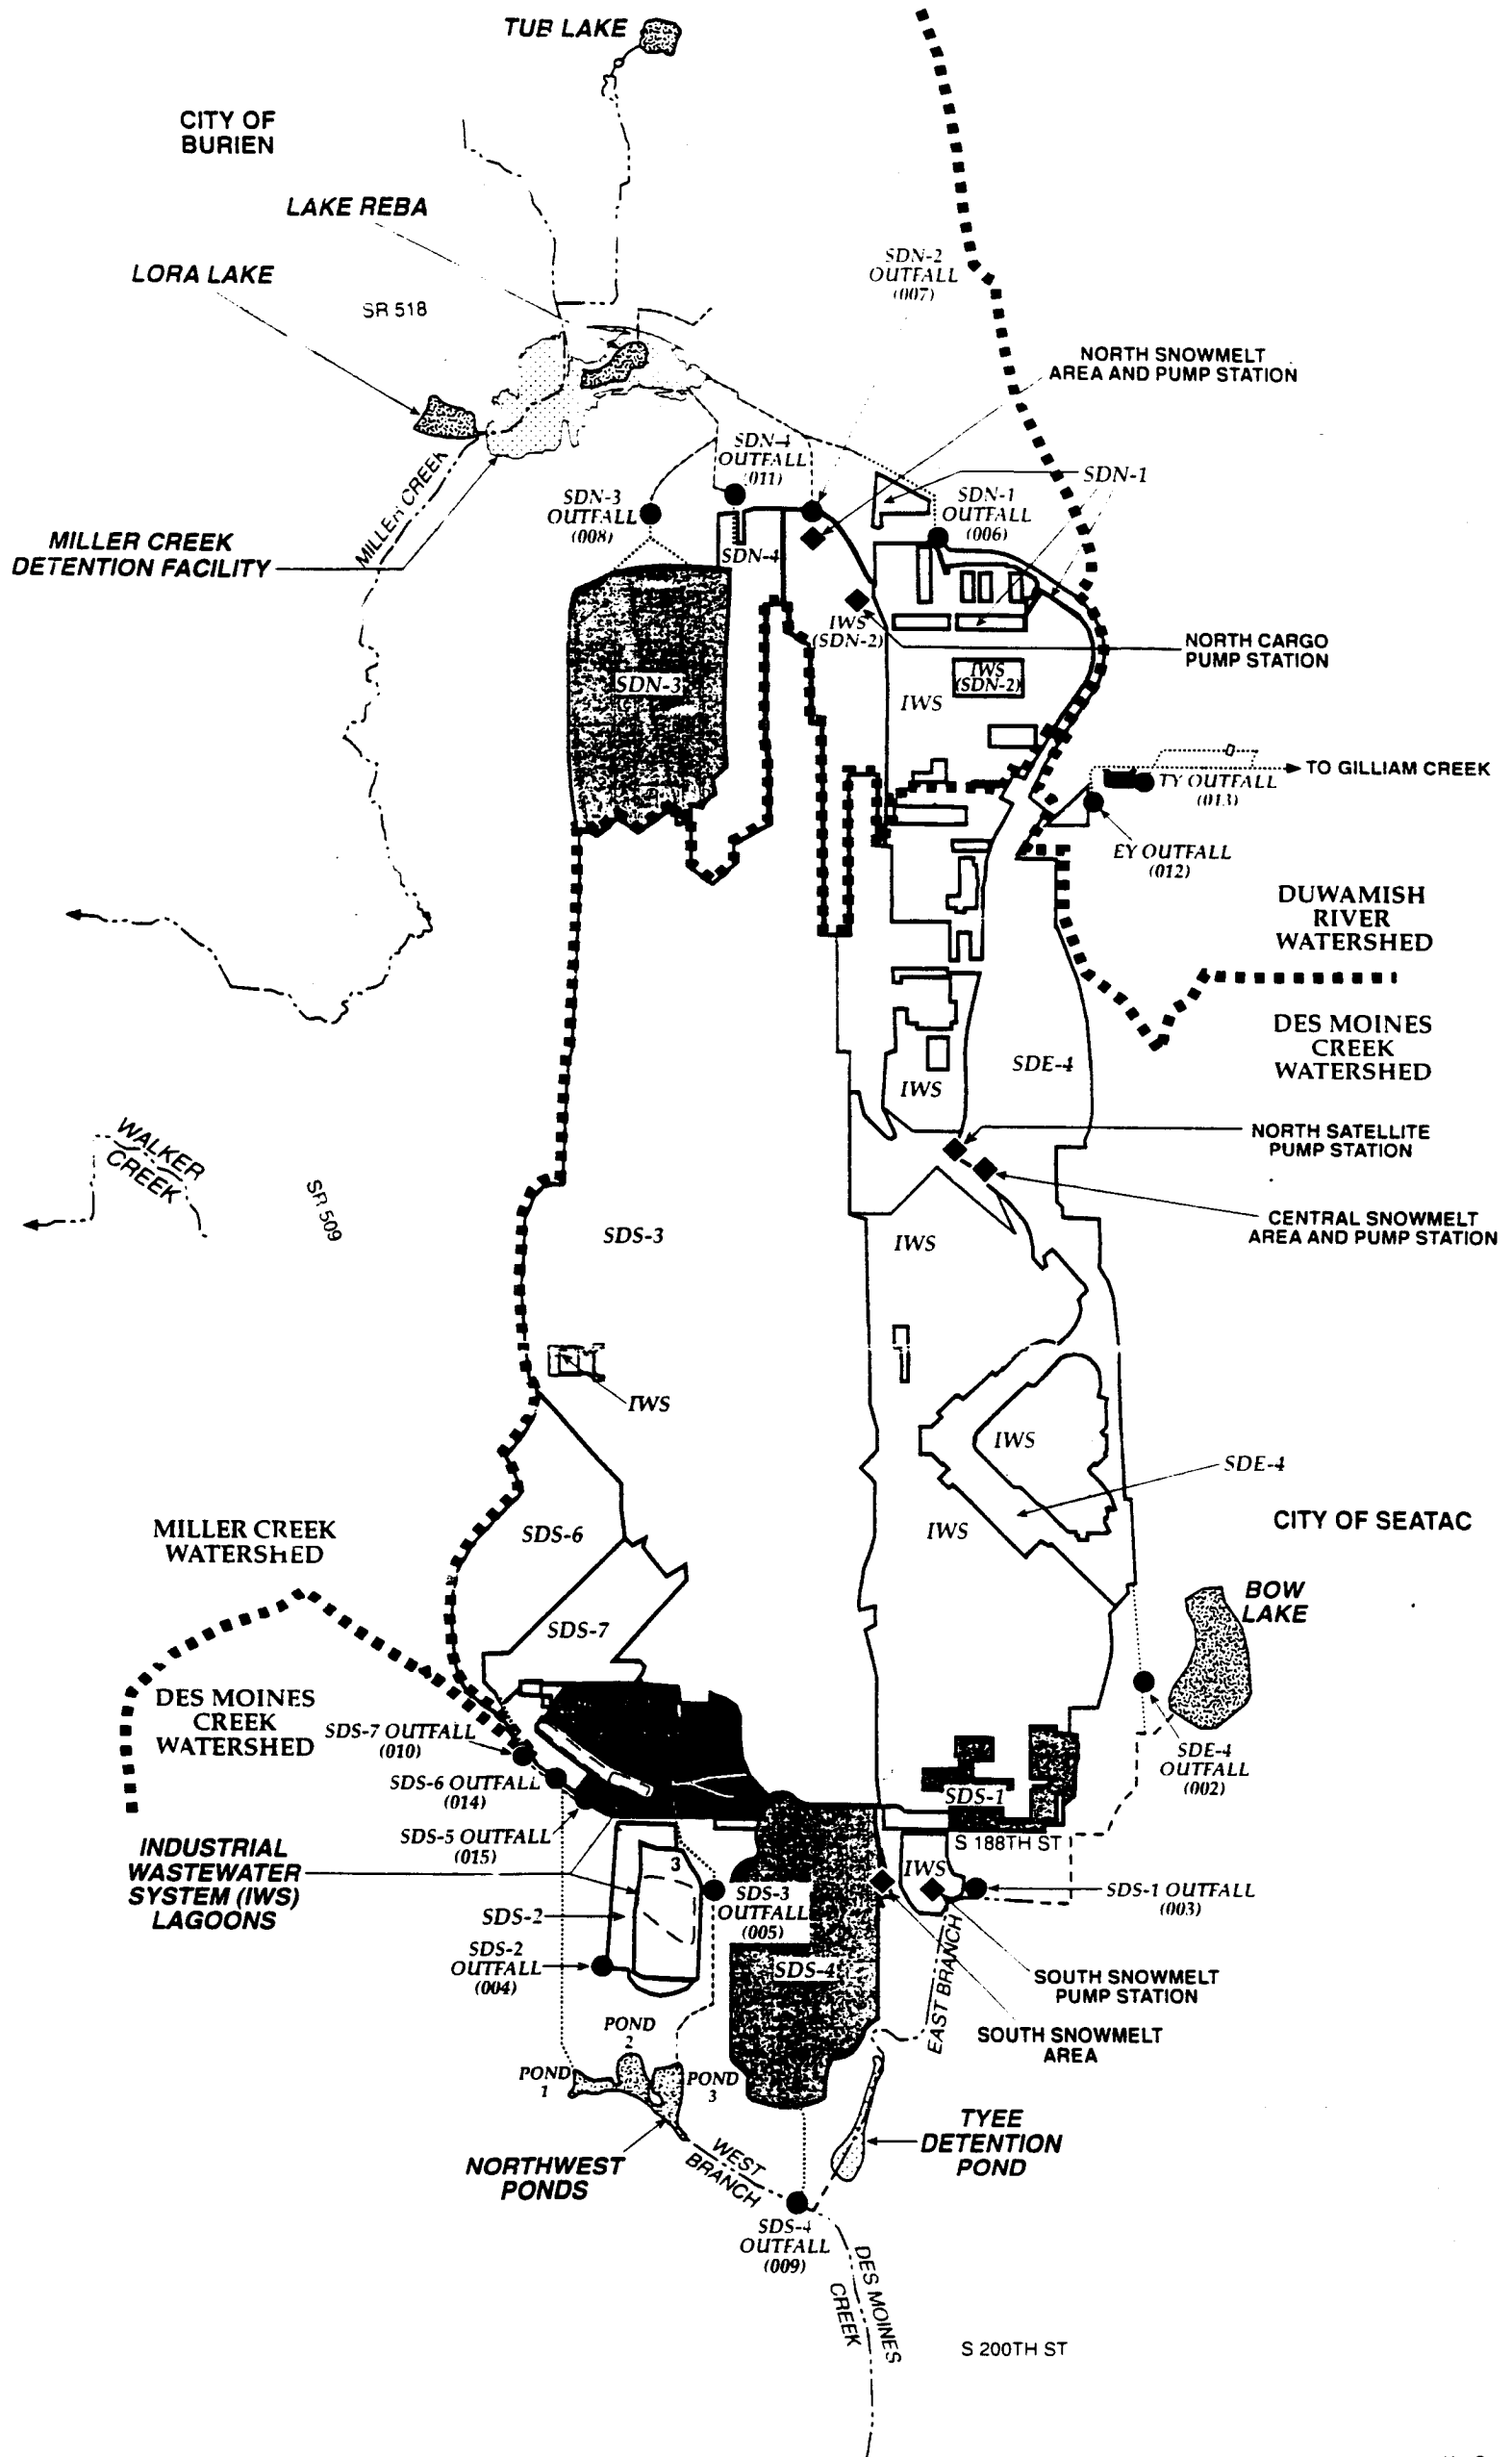 TUB LAKE
CITY OF
BURIEN
LAKE REBA
LORA LAKE
SR 518
SDN-2
OUTFALL
(007)
NORTH SNOWMELT
AREA AND PUMP STATION
SDN-4
OUTFALL
(011)
SDN-1
SDN-3
OUTFALL
(008)
SDN-1
OUTFALL
(006)
MILLER CREEK
MILLER CREEK
DETENTION FACILITY
SDN-4
IWS
(SDN-2)
NORTH CARGO
PUMP STATION
SDN-3
IWS
(SDN-2)
IWS
TO GILLIAM CREEK
TY OUTFALL
(013)
EY OUTFALL
(012)
DUWAMISH
RIVER
WATERSHED
DES MOINES
CREEK
WATERSHED
SDE-4
IWS
WALKER
CREEK
NORTH SATELLITE
PUMP STATION
SR 509
SDS-3
IWS
CENTRAL SNOWMELT
AREA AND PUMP STATION
IWS
IWS
SDE-4
MILLER CREEK
WATERSHED
SDS-6
IWS
CITY OF SEATAC
BOW
LAKE
SDS-7
DES MOINES
CREEK
WATERSHED
SDS-7 OUTFALL
(010)
SDE-4
OUTFALL
(002)
SDS-6 OUTFALL
(014)
SDS-1
SDS-5 OUTFALL
(015)
S 188TH ST
INDUSTRIAL
WASTEWATER
SYSTEM (IWS)
LAGOONS
3
IWS
SDS-3
OUTFALL
(005)
SDS-1 OUTFALL
(003)
SDS-2
SDS-2
OUTFALL
(004)
SDS-4
EAST BRANCH
SOUTH SNOWMELT
PUMP STATION
SOUTH SNOWMELT
AREA
POND
2
POND
1
POND
3
TYEE
DETENTION
POND
NORTHWEST
PONDS
WEST
BRANCH
SDS-4
OUTFALL
(009)
DES MOINES
CREEK
S 200TH ST